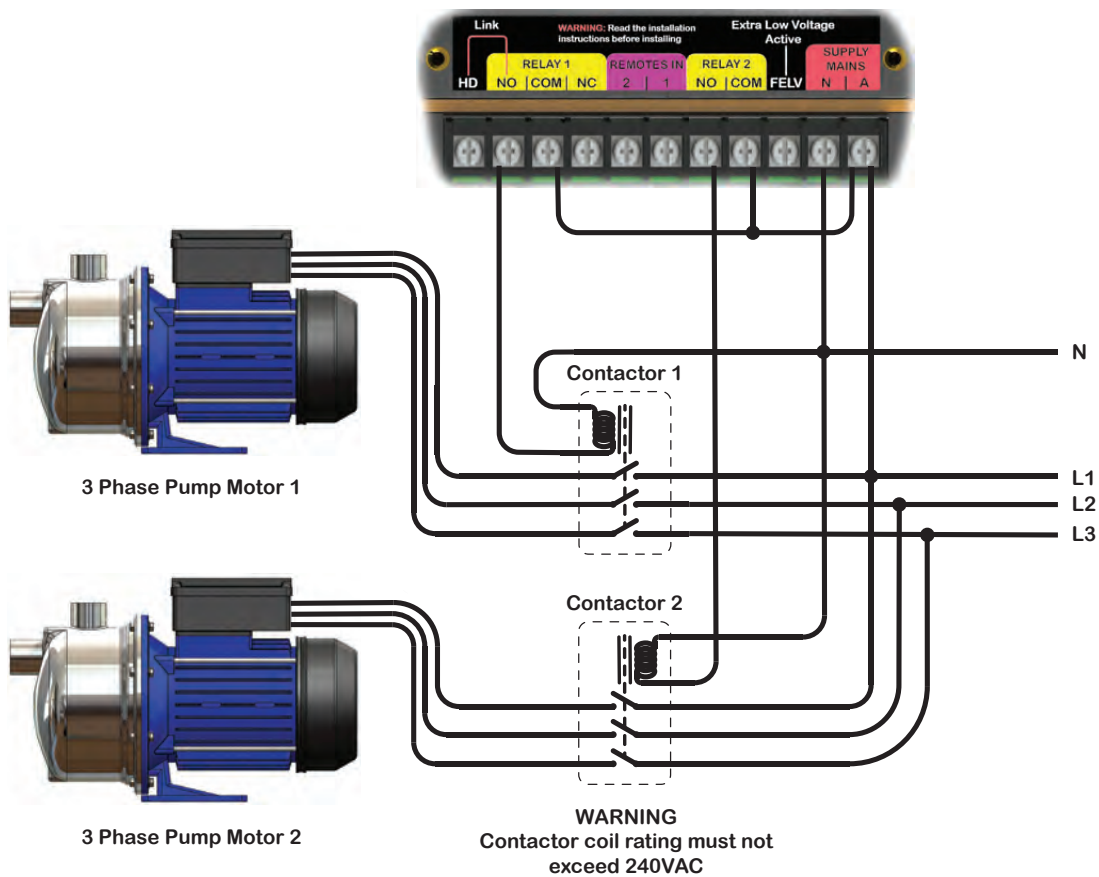 Link
WARNING: Read the installation
instructions before installing
Extra Low Voltage
Active
SUPPLY
MAINS
RELAY 1
REMOTES IN
RELAY 2
HD NO COM NC 2 1 NO COM FELV N A
N
Contactor 1
L1
3 Phase Pump Motor 1
L2
L3
Contactor 2
3 Phase Pump Motor 2
WARNING
Contactor coil rating must not
exceed 240VAC